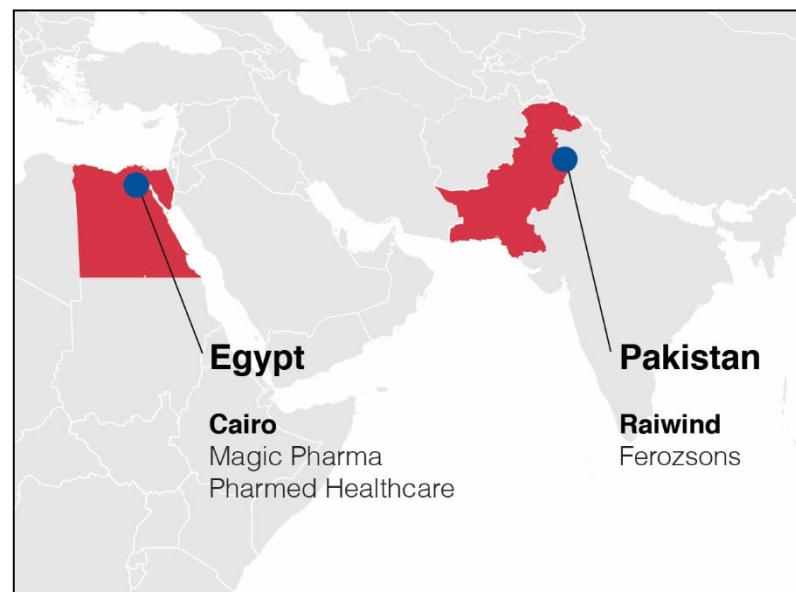 Egypt
Cairo
Magic Pharma
Pharmed Healthcare
Pakistan
Raiwind
Ferozsons